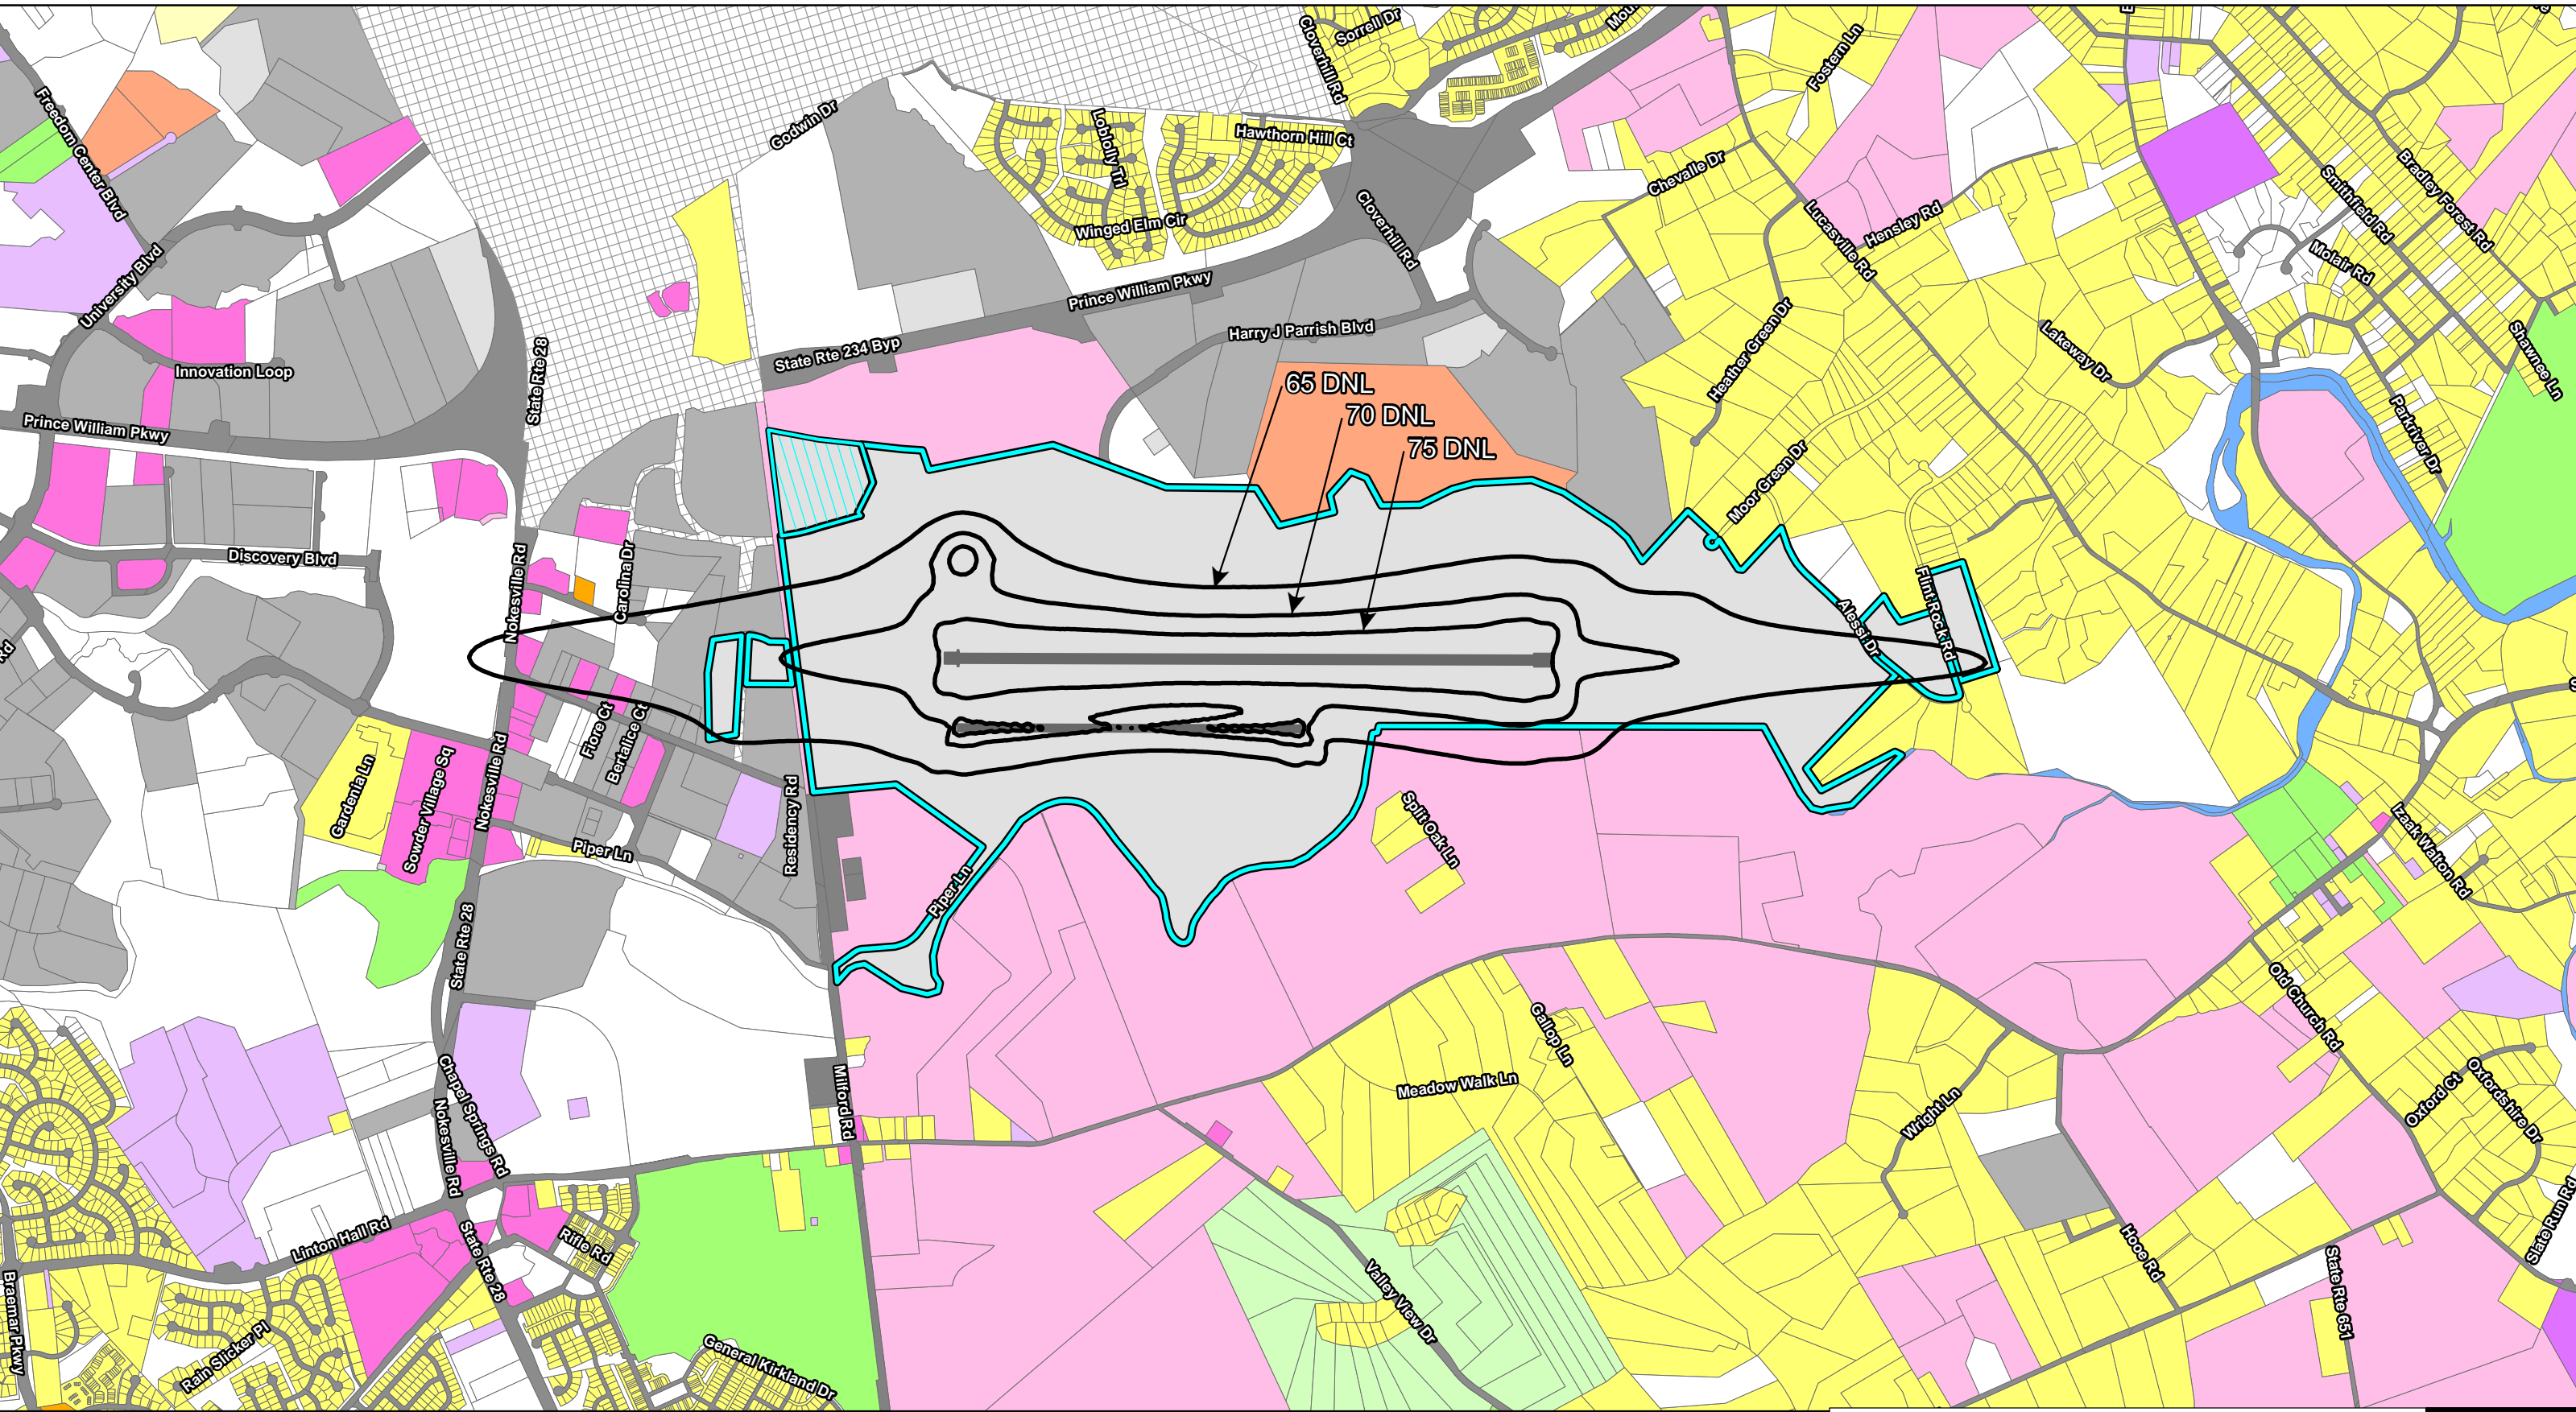 Sorrell Dr
Cloverhill Rd
Fostern Ln
Freedom Center Blvd
Godwin Dr
Loblolly Trl
Hawthorn Hill Ct
Winged Elm Cir
Chevalle Dr
Cloverhill Rd
Lucasville Rd
Hensley Rd
Smithfield Rd
Bradley Forest Rd
Molair Rd
University Blvd
Prince William Pkwy
Harry J Parrish Blvd
State Rte 234 Byp
State Rte 28
Innovation Loop
Heather Green Dr
Lakeway Dr
Shawnee Ln
65 DNL
70 DNL
75 DNL
Prince William Pkwy
Parkriver Dr
Moor Green Dr
Discovery Blvd
Nokesville Rd
Carolina Dr
Flint Rock Rd
Alessi Dr
Rd
Fiore Ct
Bertalice Ct
Gardenia Ln
Sowder Village Sq
Nokesville Rd
Residency Rd
Piper Ln
Split Oak Ln
Izaak Walton Rd
Piper Ln
State Rte 28
Old Church Rd
Gallop Ln
Meadow Walk Ln
Chapel Springs Rd
Nokesville Rd
Milford Rd
Wright Ln
Oxford Ct
Oxfordshire Dr
Linton Hall Rd
State Rte 28
Rifle Rd
Hooe Rd
Slate Run Rd
Braemar Pkwy
Rain Slicker Pl
General Kirkland Dr
Valley View Dr
State Rte 651